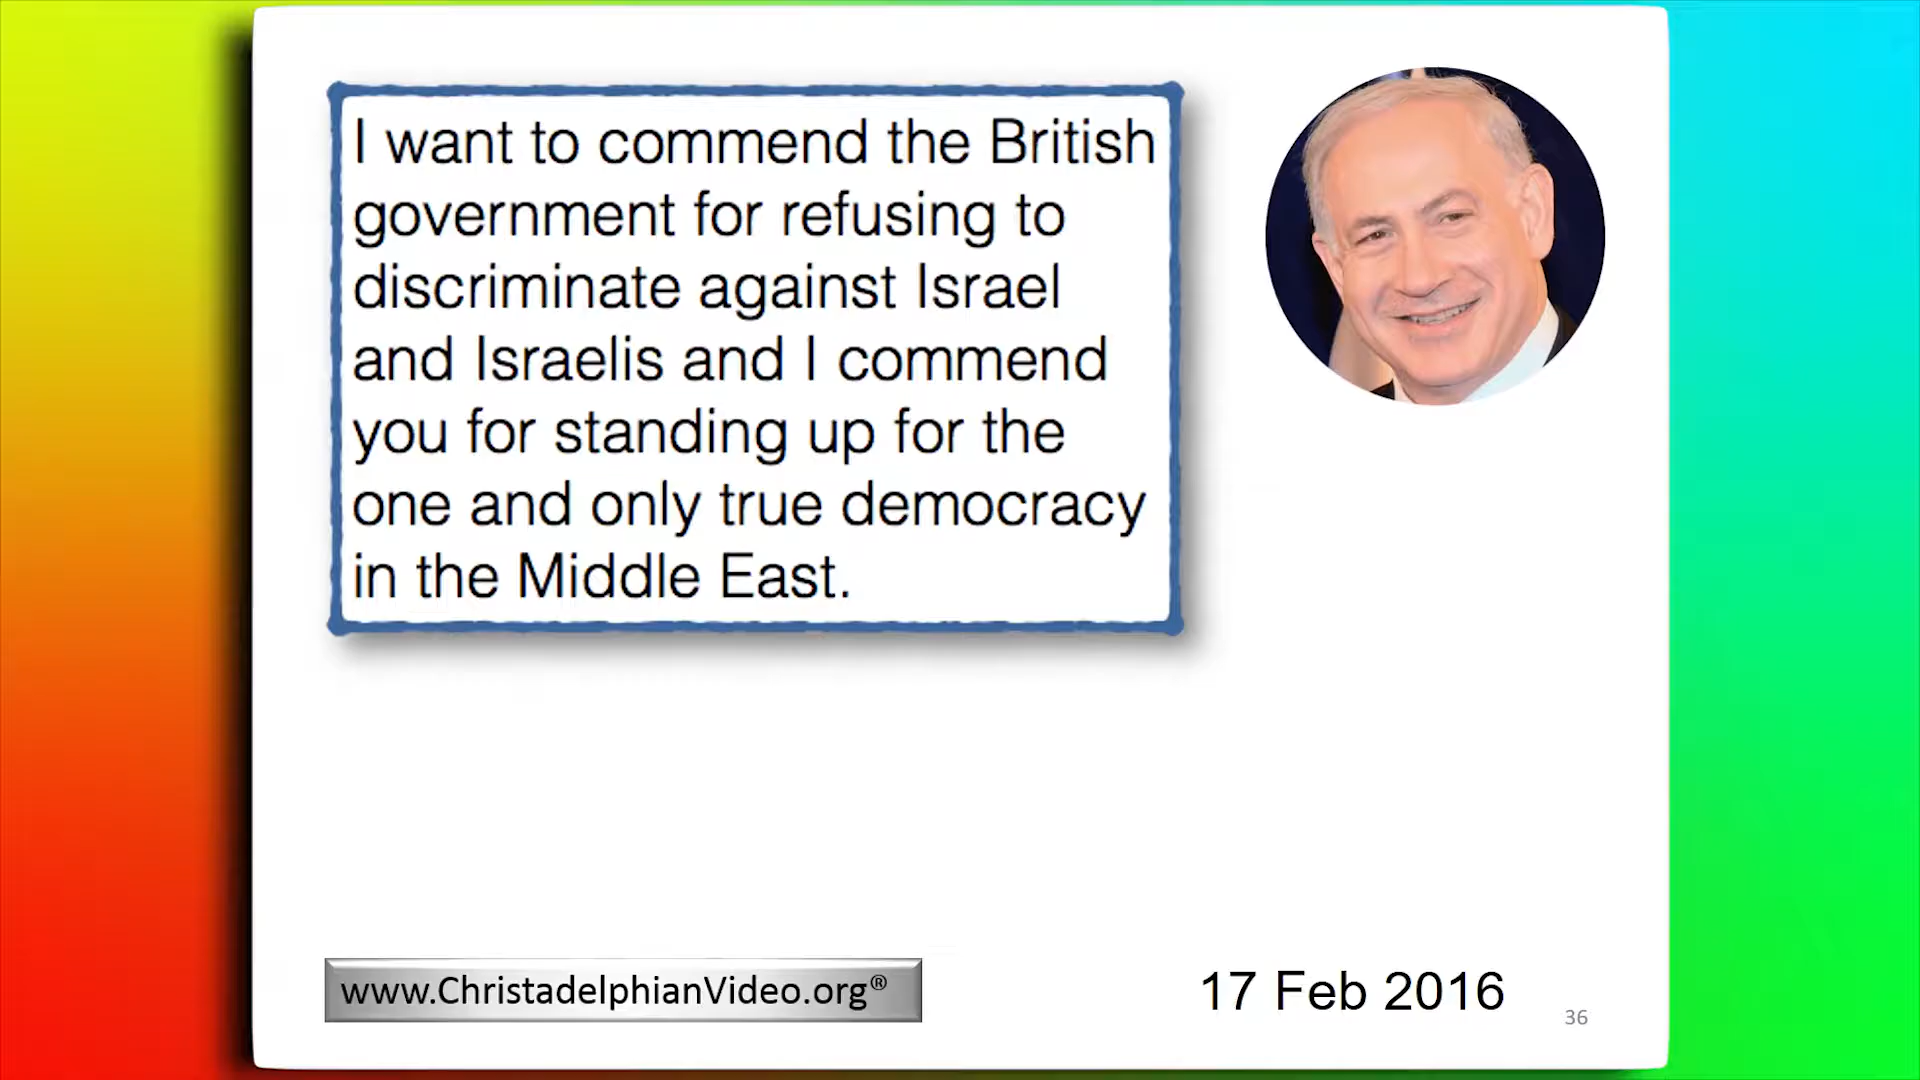 I want to commend the British
government for refusing to
discriminate against Israel
and Israelis and I commend
you for standing up for the
one and only true democracy
in the Middle East.
www.ChristadelphianVideo.org®
17 Feb 2016
36